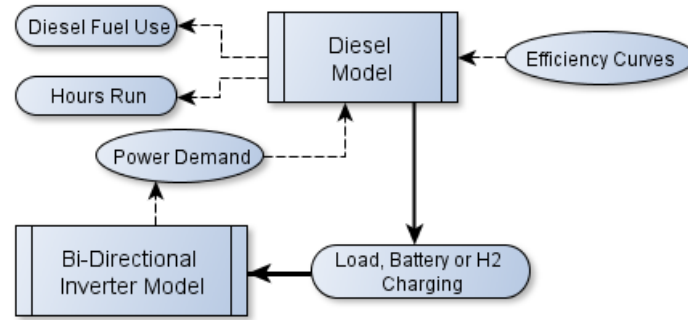 Diesel Fuel Use
Diesel
Model
Efficiency Curves
Hours Run
Power Demand
Bi-Directional
Inverter Model
Load, Battery or H2
Charging